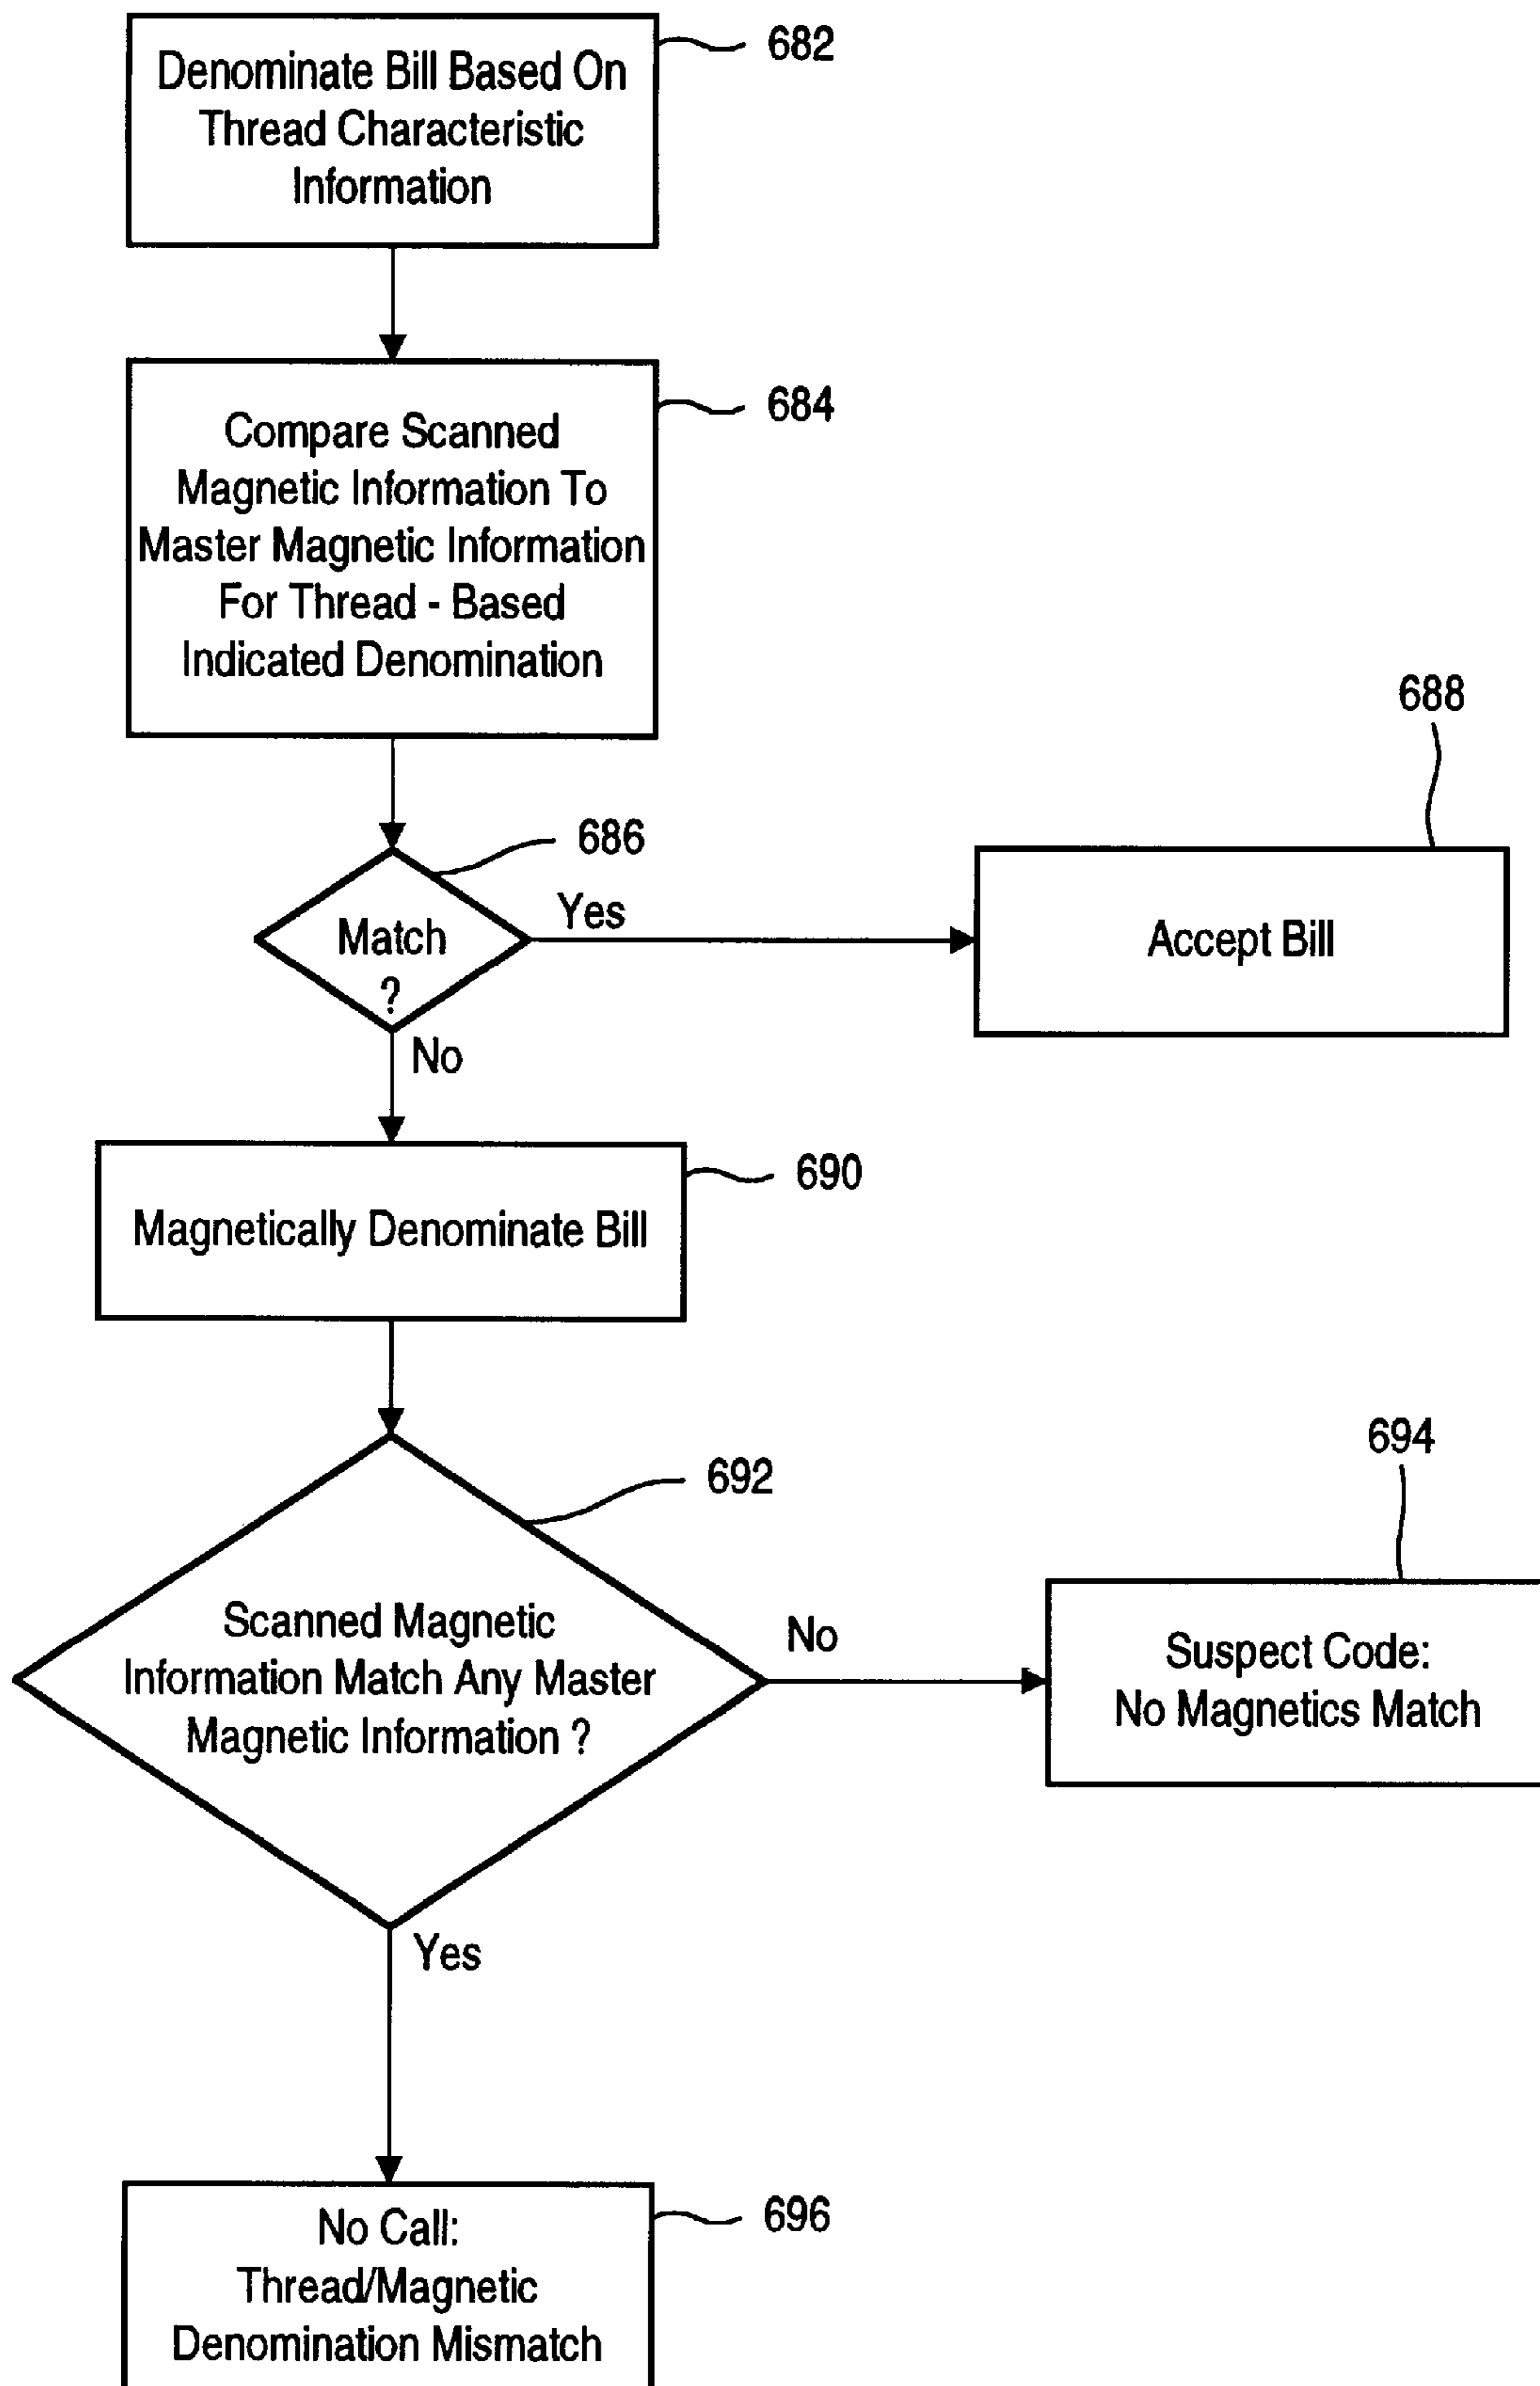 682
Denominate Bill Based On
Thread Characteristic
Information
684
Compare Scanned
Magnetic Information To
Master Magnetic Information
For Thread - Based
Indicated Denomination
688
686
Match
?
Yes
Accept Bill
No
690
Magnetically Denominate Bill
694
692
Scanned Magnetic
Information Match Any Master
Magnetic Information ?
No
Suspect Code:
No Magnetics Match
Yes
696
No Call:
Thread/Magnetic
Denomination Mismatch